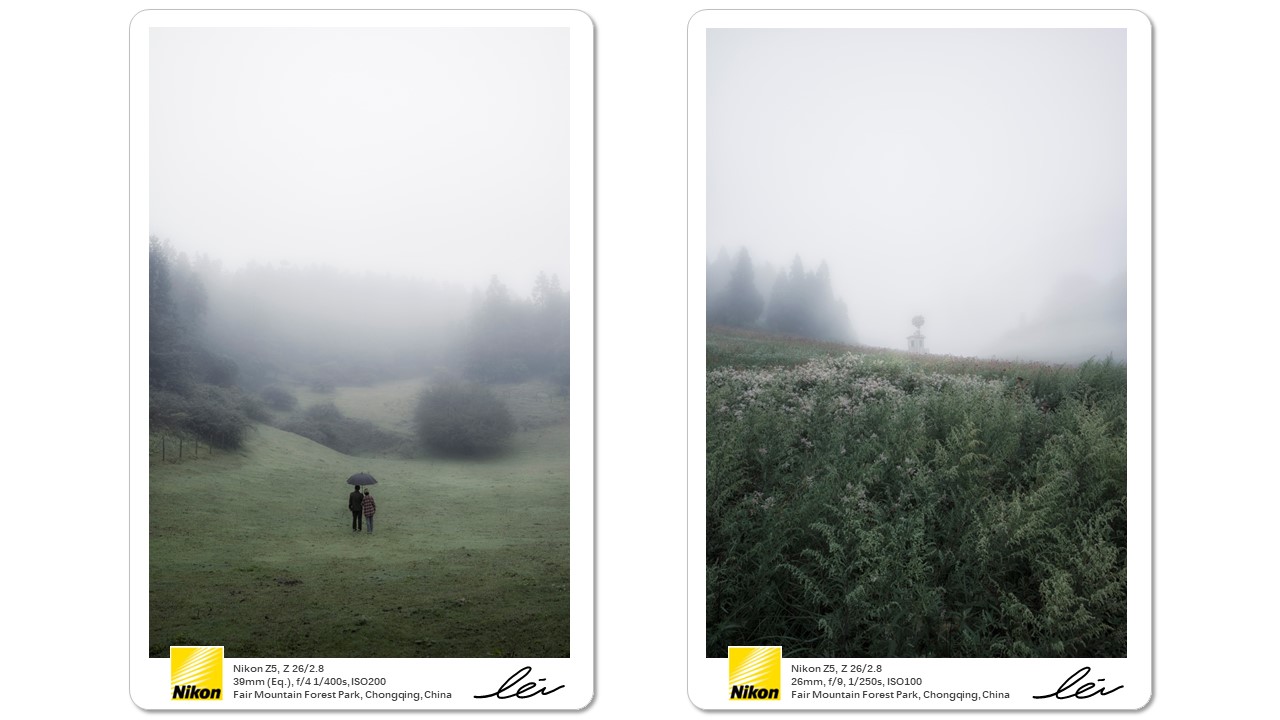 Nikon
Nikon Z5, Z 26/2.8
39mm (Eq.), f/4 1/400s, ISO200
Fair Mountain Forest Park, Chongqing, China
lei
Nikon
Nikon Z5, Z 26/2.8
26mm, f/9, 1/250s, ISO100
Fair Mountain Forest Park, Chongqing, China
lei